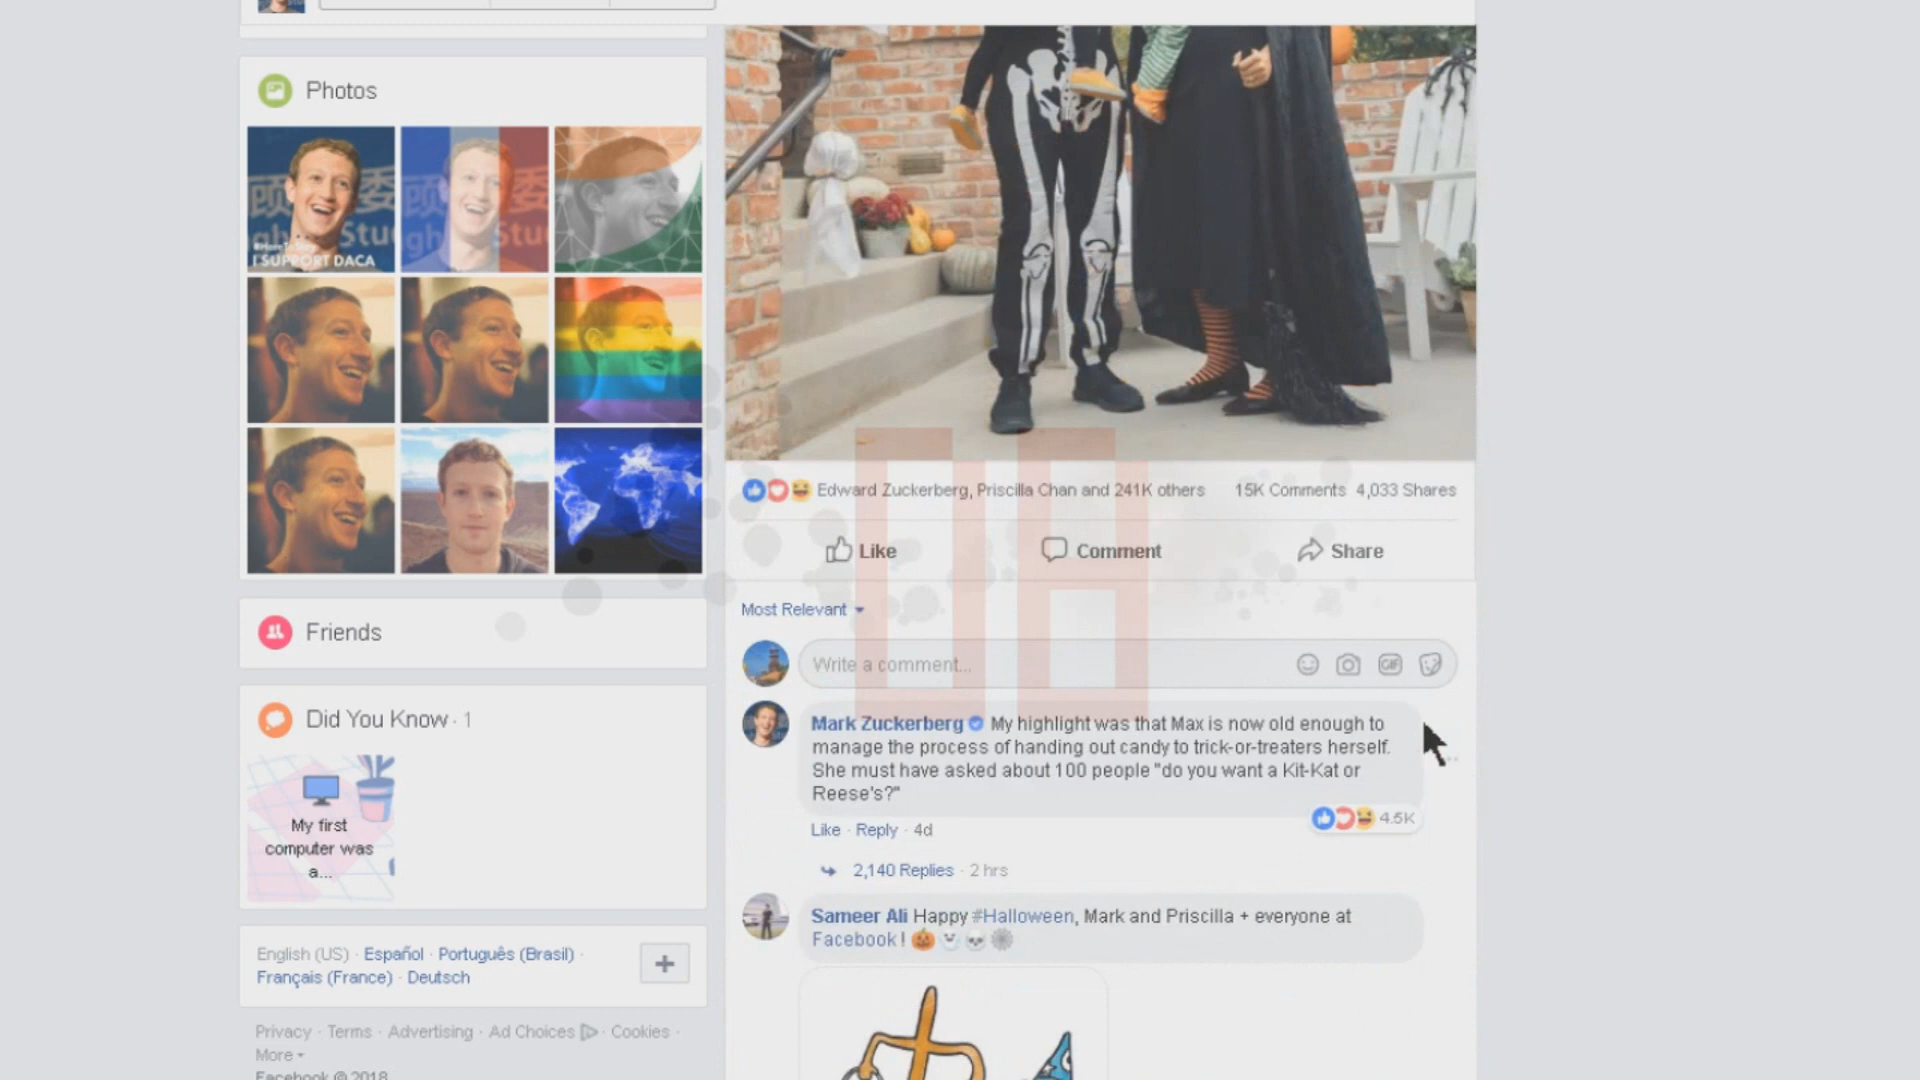 Photos
顾 委
Stu
I SUPPORT DACA
Friends
Did You Know · 1
My first
computer was
a...
English (US) · Español · Português (Brasil) ·
Français (France) · Deutsch
Privacy · Terms · Advertising · Ad Choices · Cookies ·
More
Facebook © 2018
Edward Zuckerberg, Priscilla Chan and 241K others
15K Comments 4,033 Shares
Like Comment Share
08
Most Relevant
Write a comment...
GIF
Mark Zuckerberg My highlight was that Max is now old enough to
manage the process of handing out candy to trick-or-treaters herself.
She must have asked about 100 people "do you want a Kit-Kat or
Reese's?"
4.5K
Like · Reply · 4d
2,140 Replies · 2 hrs
Sameer Ali Happy #Halloween, Mark and Priscilla + everyone at
Facebook !